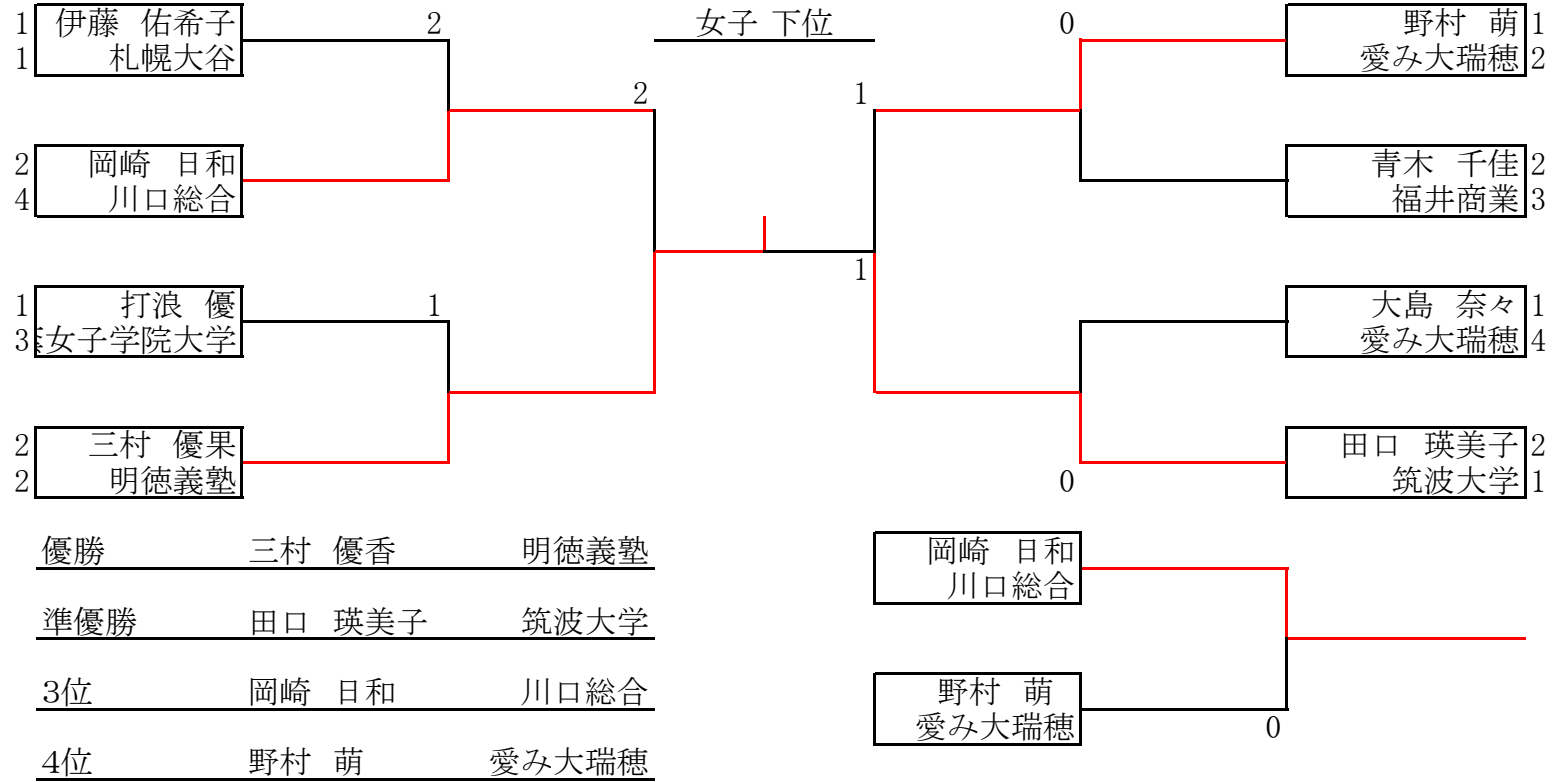 女子 下位
1 伊藤 佑希子
1 札幌大谷
2
2 岡崎 日和
4 川口総合
2
1 打浪 優
3 女子学院大学
1
2 三村 優果
2 明徳義塾
0
野村 萌 1
愛み大瑞穂 2
1
青木 千佳 2
福井商業 3
1
大島 奈々 1
愛み大瑞穂 4
0
田口 瑛美子 2
筑波大学 1
優勝 三村 優香 明徳義塾
準優勝 田口 瑛美子 筑波大学
3位 岡崎 日和 川口総合
4位 野村 萌 愛み大瑞穂
岡崎 日和
川口総合
野村 萌
愛み大瑞穂
0